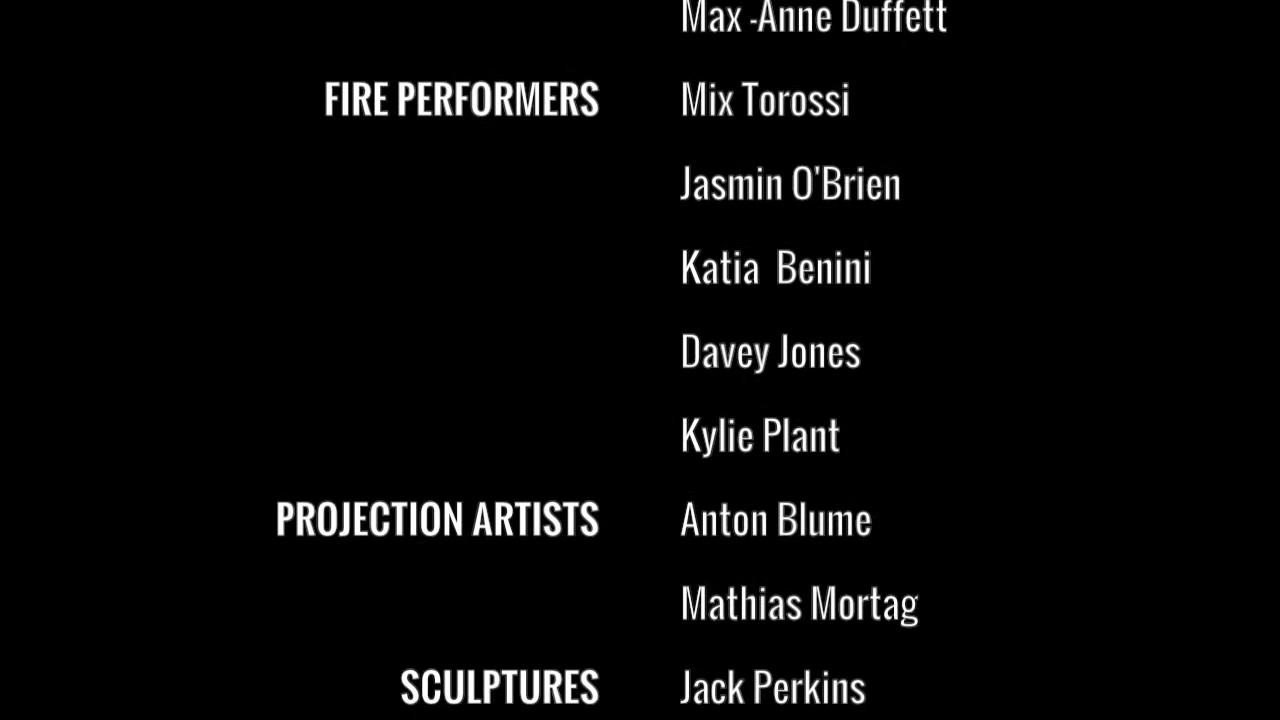 Max -Anne Duffett
FIRE PERFORMERS Mix Torossi
Jasmin O'Brien
Katia  Benini
Davey Jones
Kylie Plant
PROJECTION ARTISTS Anton Blume
Mathias Mortag
SCULPTURES Jack Perkins